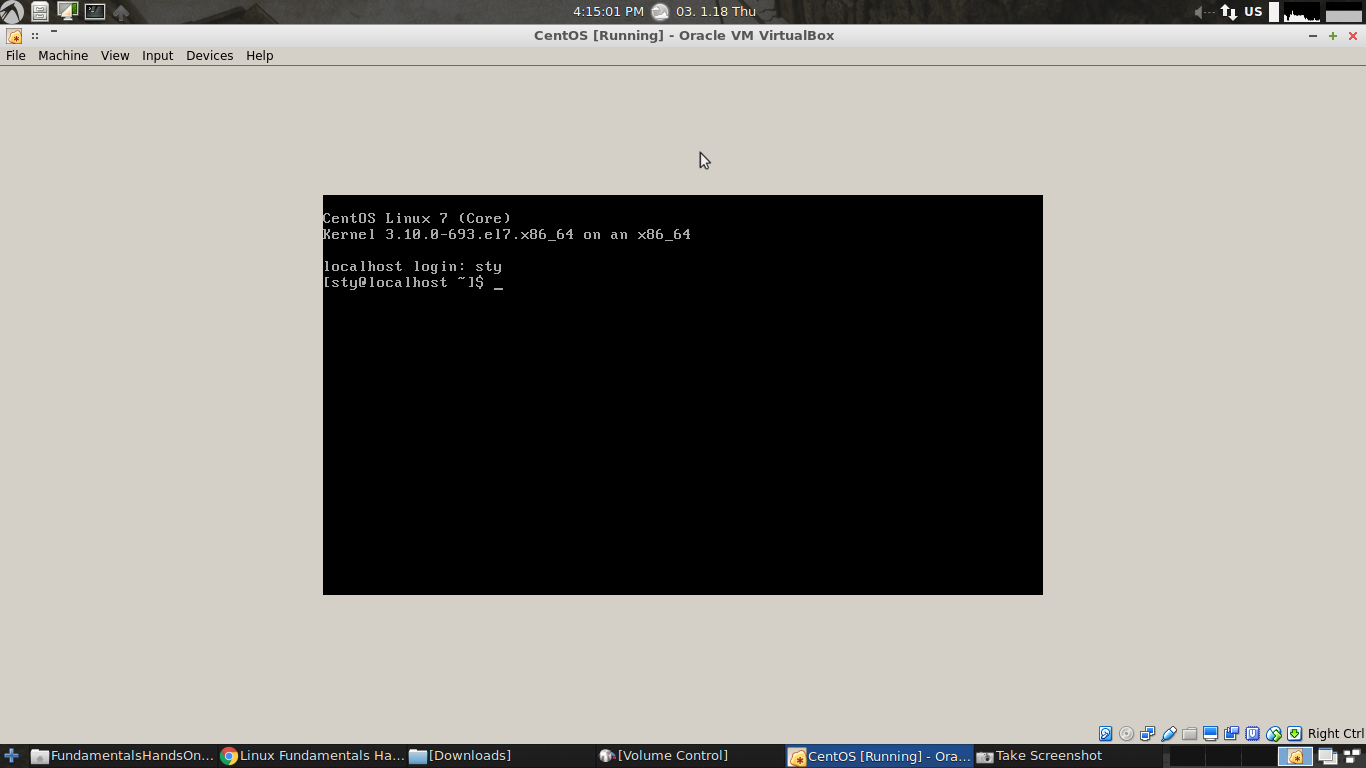 4:15:01 PM 03. 1.18 Thu US
CentOS [Running] - Oracle VM VirtualBox
File Machine View Input Devices Help
CentOS Linux 7 (Core)
Kernel 3.10.0-693.el7.x86_64 on an x86_64
localhost login: sty
[sty@localhost ~]$ _
Right Ctrl
FundamentalsHandsOn... Linux Fundamentals Ha... [Downloads] [Volume Control] CentOS [Running] - Ora... Take Screenshot